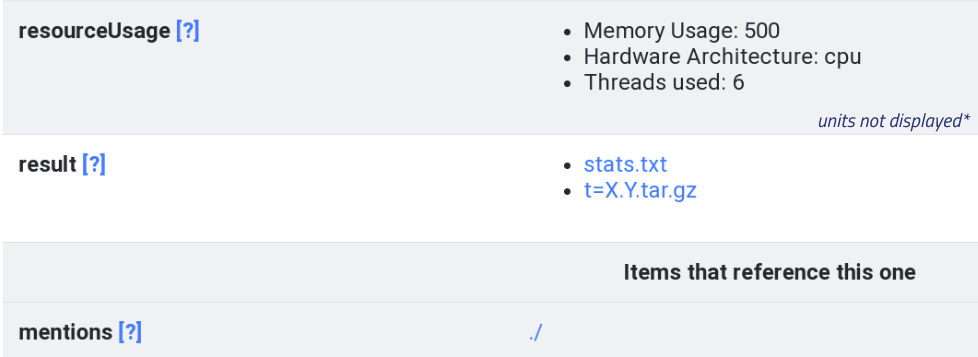 resourceUsage [?]
• Memory Usage: 500
• Hardware Architecture: cpu
• Threads used: 6
units not displayed*
result [?]
• stats.txt
• t=X.Y.tar.gz
Items that reference this one
mentions [?]
./